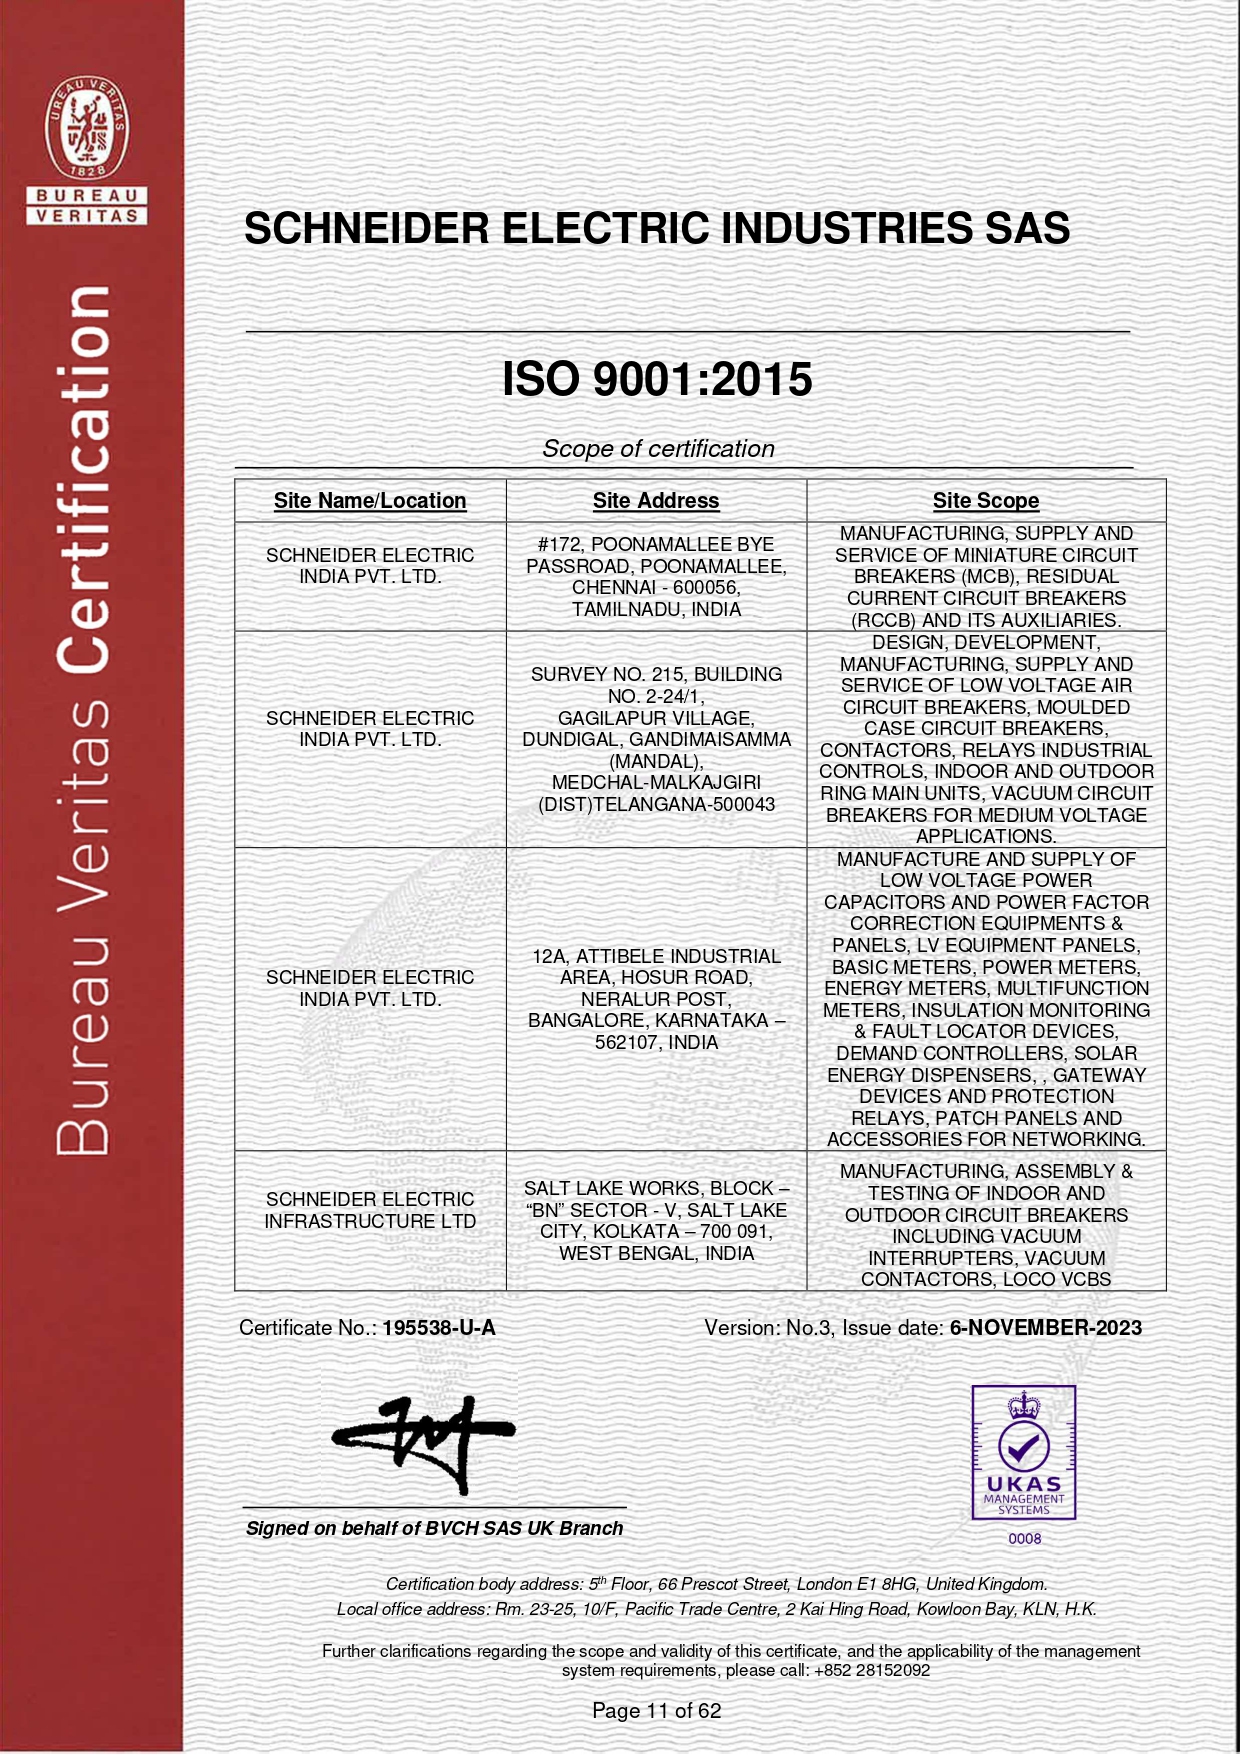 BUREAU VERITAS
1828
BUREAU
VERITAS
Bureau Veritas Certification
SCHNEIDER ELECTRIC INDUSTRIES SAS
ISO 9001:2015
Scope of certification
Site Name/Location
Site Address
Site Scope
SCHNEIDER ELECTRIC
INDIA PVT. LTD.
#172, POONAMALLEE BYE
PASSROAD, POONAMALLEE,
CHENNAI - 600056,
TAMILNADU, INDIA
MANUFACTURING, SUPPLY AND
SERVICE OF MINIATURE CIRCUIT
BREAKERS (MCB), RESIDUAL
CURRENT CIRCUIT BREAKERS
(RCCB) AND ITS AUXILIARIES.
SCHNEIDER ELECTRIC
INDIA PVT. LTD.
SURVEY NO. 215, BUILDING
NO. 2-24/1,
GAGILAPUR VILLAGE,
DUNDIGAL, GANDIMAISAMMA
(MANDAL),
MEDCHAL-MALKAJGIRI
(DIST)TELANGANA-500043
DESIGN, DEVELOPMENT,
MANUFACTURING, SUPPLY AND
SERVICE OF LOW VOLTAGE AIR
CIRCUIT BREAKERS, MOULDED
CASE CIRCUIT BREAKERS,
CONTACTORS, RELAYS INDUSTRIAL
CONTROLS, INDOOR AND OUTDOOR
RING MAIN UNITS, VACUUM CIRCUIT
BREAKERS FOR MEDIUM VOLTAGE
APPLICATIONS.
SCHNEIDER ELECTRIC
INDIA PVT. LTD.
12A, ATTIBELE INDUSTRIAL
AREA, HOSUR ROAD,
NERALUR POST,
BANGALORE, KARNATAKA –
562107, INDIA
MANUFACTURE AND SUPPLY OF
LOW VOLTAGE POWER
CAPACITORS AND POWER FACTOR
CORRECTION EQUIPMENTS &
PANELS, LV EQUIPMENT PANELS,
BASIC METERS, POWER METERS,
ENERGY METERS, MULTIFUNCTION
METERS, INSULATION MONITORING
& FAULT LOCATOR DEVICES,
DEMAND CONTROLLERS, SOLAR
ENERGY DISPENSERS, , GATEWAY
DEVICES AND PROTECTION
RELAYS, PATCH PANELS AND
ACCESSORIES FOR NETWORKING.
SCHNEIDER ELECTRIC
INFRASTRUCTURE LTD
SALT LAKE WORKS, BLOCK –
“BN” SECTOR - V, SALT LAKE
CITY, KOLKATA – 700 091,
WEST BENGAL, INDIA
MANUFACTURING, ASSEMBLY &
TESTING OF INDOOR AND
OUTDOOR CIRCUIT BREAKERS
INCLUDING VACUUM
INTERRUPTERS, VACUUM
CONTACTORS, LOCO VCBS
Certificate No.: 195538-U-A
Version: No.3, Issue date: 6-NOVEMBER-2023
UKAS
MANAGEMENT
SYSTEMS
0008
Signed on behalf of BVCH SAS UK Branch
Certification body address: 5th Floor, 66 Prescot Street, London E1 8HG, United Kingdom.
Local office address: Rm. 23-25, 10/F, Pacific Trade Centre, 2 Kai Hing Road, Kowloon Bay, KLN, H.K.
Further clarifications regarding the scope and validity of this certificate, and the applicability of the management
system requirements, please call: +852 28152092
Page 11 of 62